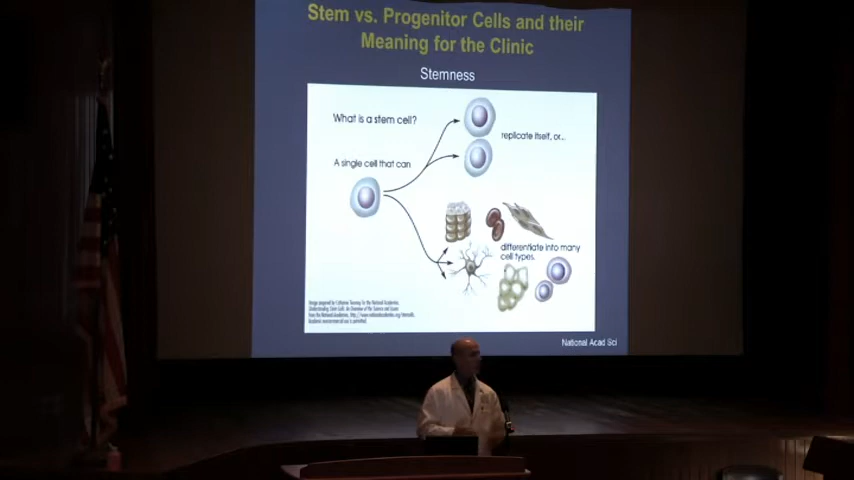 Stem vs. Progenitor Cells and their
Meaning for the Clinic
Stemness
What is a stem cell?
replicate itself, or...
A single cell that can
differentiate into many
cell types.
National Acad Sci